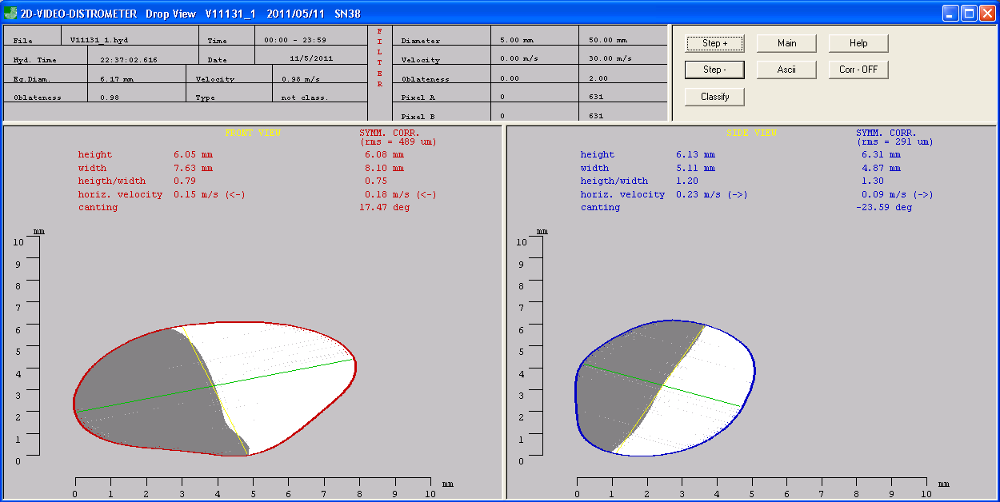 2D-VIDEO-DISTROMETER Drop View V11131_1 2011/05/11 SN38
File V11131_1.hyd Time 00:00 - 23:59
Hyd. Time 22:37:02.616 Date 11/5/2011
Eq.Diam. 6.17 mm Velocity 0.98 m/s
Oblateness 0.98 Type not class.
FILTER
Diameter 5.00 mm 50.00 mm
Velocity 0.00 m/s 30.00 m/s
Oblateness 0.00 2.00
Pixel A 0 631
Pixel B 0 631
Step + Main Help
Step - Ascii Corr - OFF
Classify
FRONT VIEW SYMM. CORR.
(rms = 489 um)
height 6.05 mm 6.08 mm
width 7.63 mm 8.10 mm
heigth/width 0.79 0.75
horiz. velocity 0.15 m/s (<-) 0.18 m/s (<-)
canting 17.47 deg
mm
10
9
8
7
6
5
4
3
2
1
0
0 1 2 3 4 5 6 7 8 9 10 mm
SIDE VIEW SYMM. CORR.
(rms = 291 um)
height 6.13 mm 6.31 mm
width 5.11 mm 4.87 mm
heigth/width 1.20 1.30
horiz. velocity 0.23 m/s (->) 0.09 m/s (->)
canting -23.59 deg
mm
10
9
8
7
6
5
4
3
2
1
0
0 1 2 3 4 5 6 7 8 9 10 mm